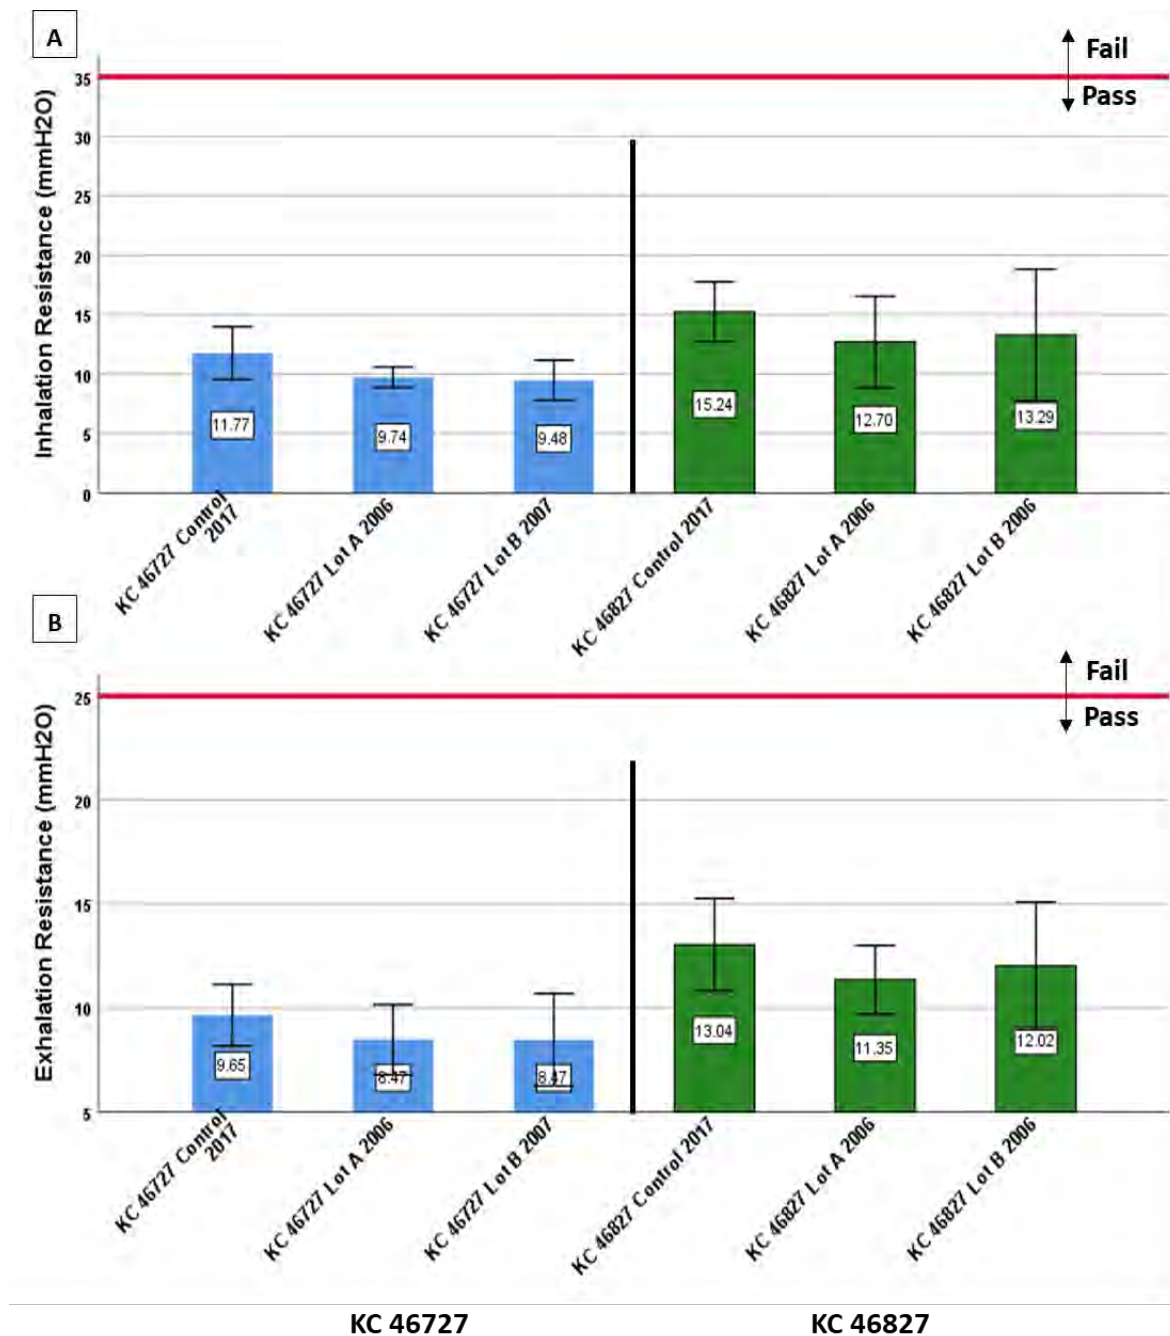 A
Fail
Pass
Inhalation Resistance (mmH2O)
35
30
25
20
15
10
5
0
11.77
9.74
9.48
15.24
12.70
13.29
KC 46727 Control
2017
KC 46727 Lot A 2006
KC 46727 Lot B 2007
KC 46827 Control 2017
KC 46827 Lot A 2006
KC 46827 Lot B 2006
B
Fail
Pass
Exhalation Resistance (mmH2O)
25
20
15
10
5
9.65
8.47
8.47
13.04
11.35
12.02
KC 46727 Control
2017
KC 46727 Lot A 2006
KC 46727 Lot B 2007
KC 46827 Control 2017
KC 46827 Lot A 2006
KC 46827 Lot B 2006
KC 46727
KC 46827